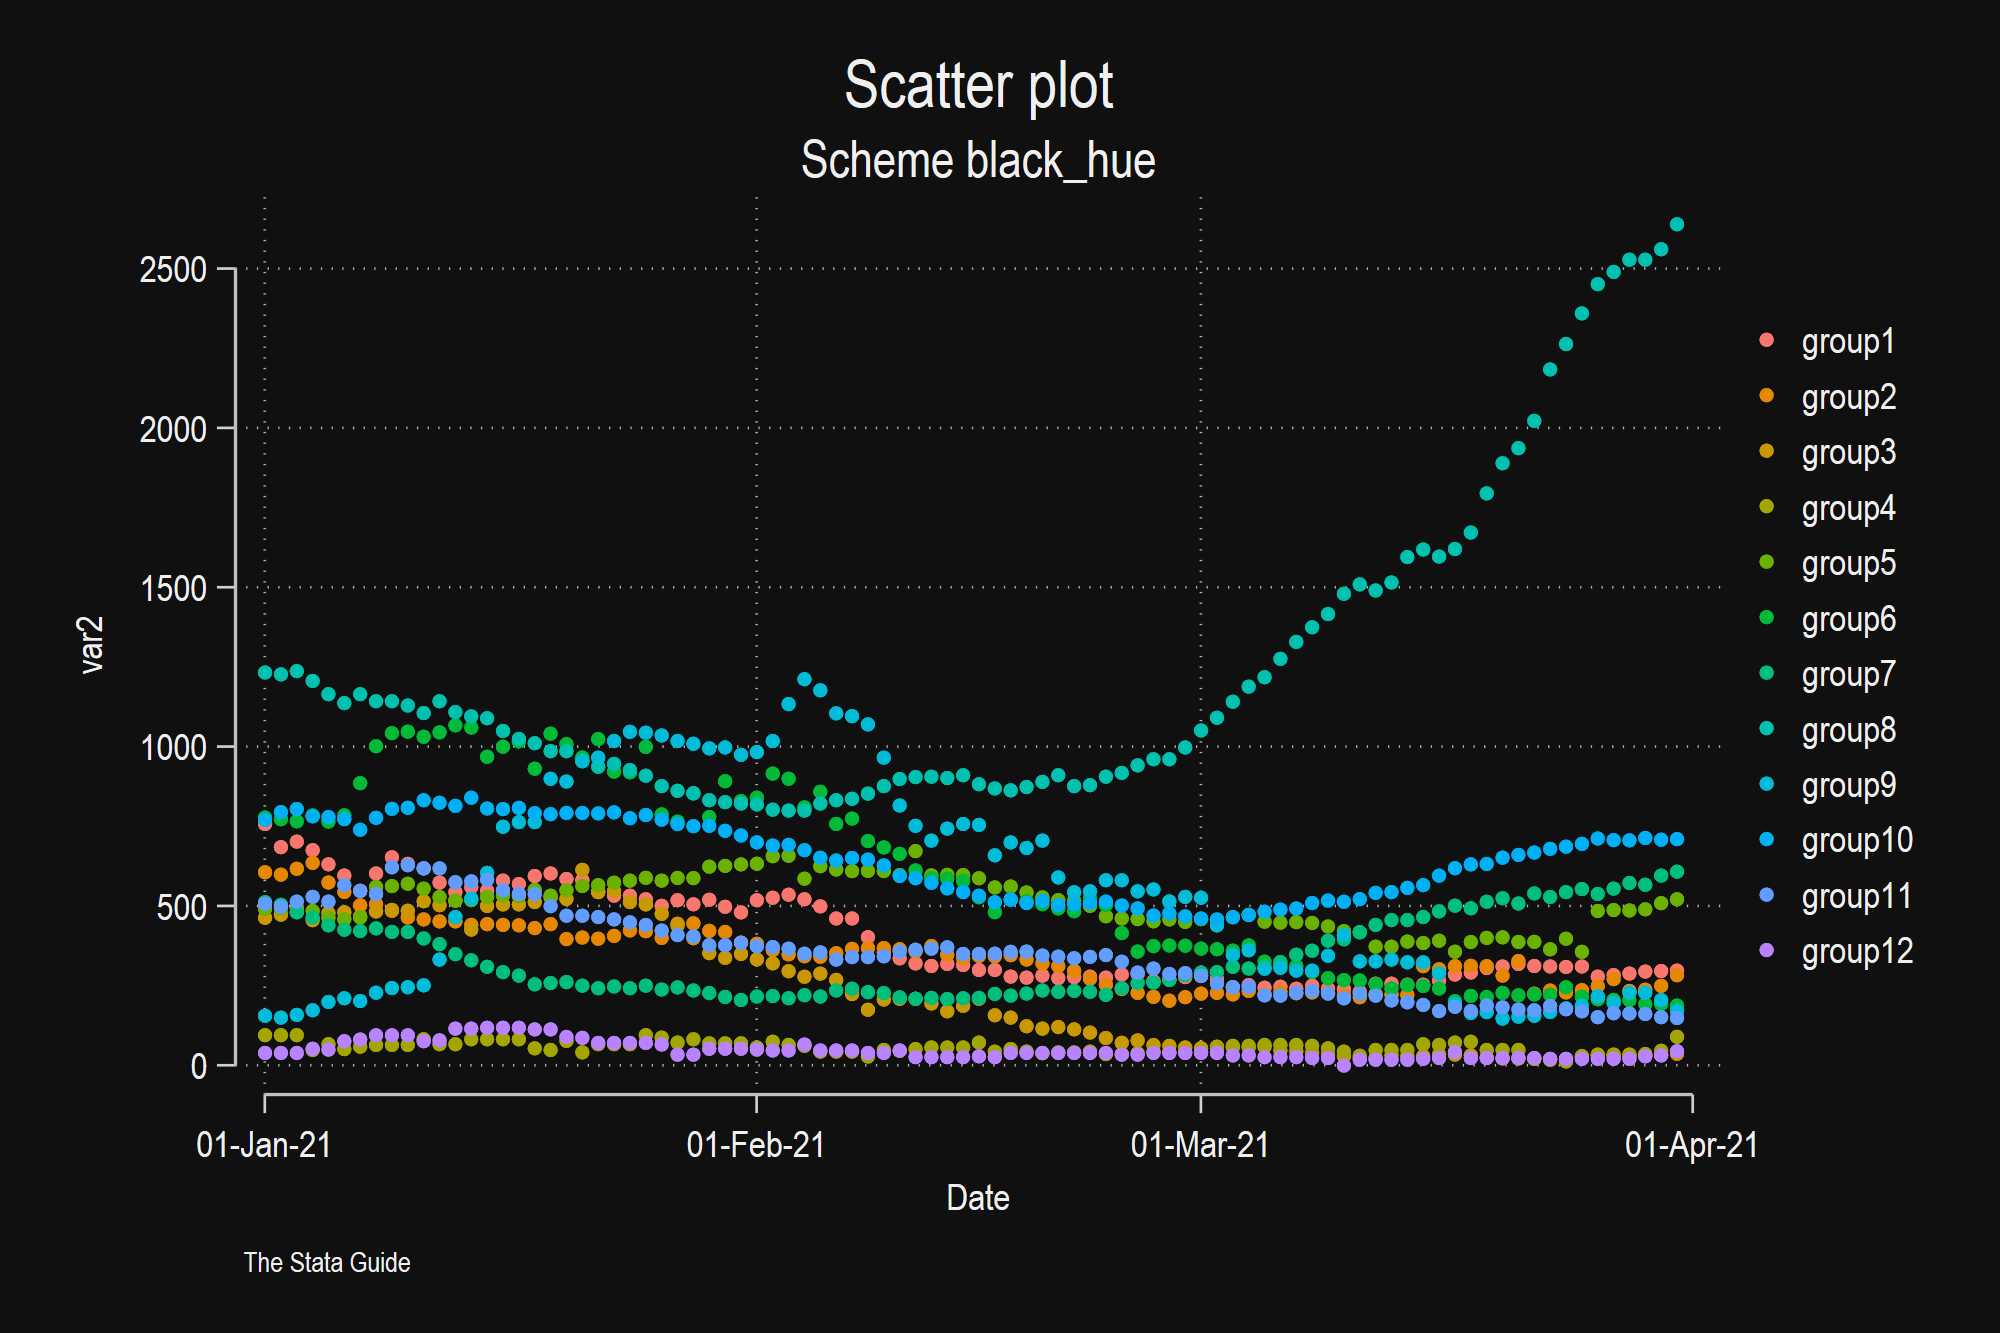 Scatter plot
Scheme black_hue
2500
2000
1500
1000
500
0
var2
01-Jan-21
01-Feb-21
01-Mar-21
01-Apr-21
Date
group1
group2
group3
group4
group5
group6
group7
group8
group9
group10
group11
group12
The Stata Guide